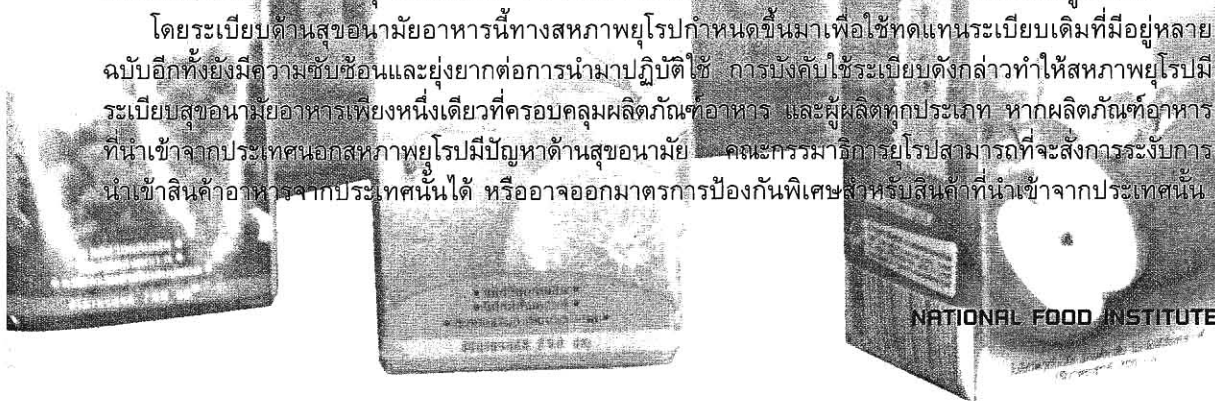 โดยระเบียบด้านสุขอนามัยอาหารนี้ทางสหภาพยุโรปกำหนดขึ้นมาเพื่อใช้ทดแทนระเบียบเดิมที่มีอยู่หลาย
ฉบับอีกทั้งยังมีความซับซ้อนและยุ่งยากต่อการนำมาปฏิบัติใช้ การบังคับใช้ระเบียบดังกล่าวทำให้สหภาพยุโรปมี
ระเบียบสุขอนามัยอาหารเพียงหนึ่งเดียวที่ครอบคลุมผลิตภัณฑ์อาหาร และผู้ผลิตทุกประเภท หากผลิตภัณฑ์อาหาร
ที่นำเข้าจากประเทศนอกสหภาพยุโรปมีปัญหาด้านสุขอนามัย คณะกรรมาธิการยุโรปสามารถที่จะสั่งการระงับการ
นำเข้าสินค้าอาหารจากประเทศนั้นได้ หรืออาจออกมาตรการป้องกันพิเศษสำหรับสินค้าที่นำเข้าจากประเทศนั้น
NATIONAL FOOD INSTITUTE